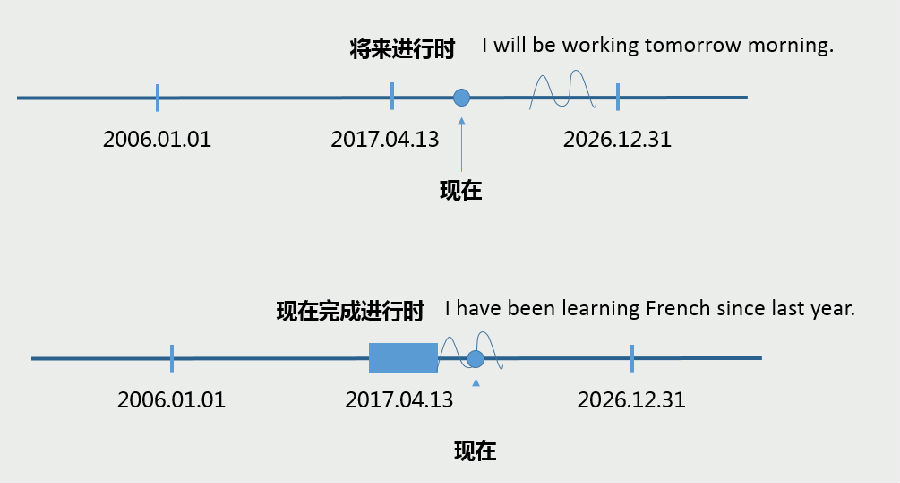 将来进行时 I will be working tomorrow morning.
2006.01.01 2017.04.13 2026.12.31
现在
现在完成进行时 I have been learning French since last year.
2006.01.01 2017.04.13 2026.12.31
现在